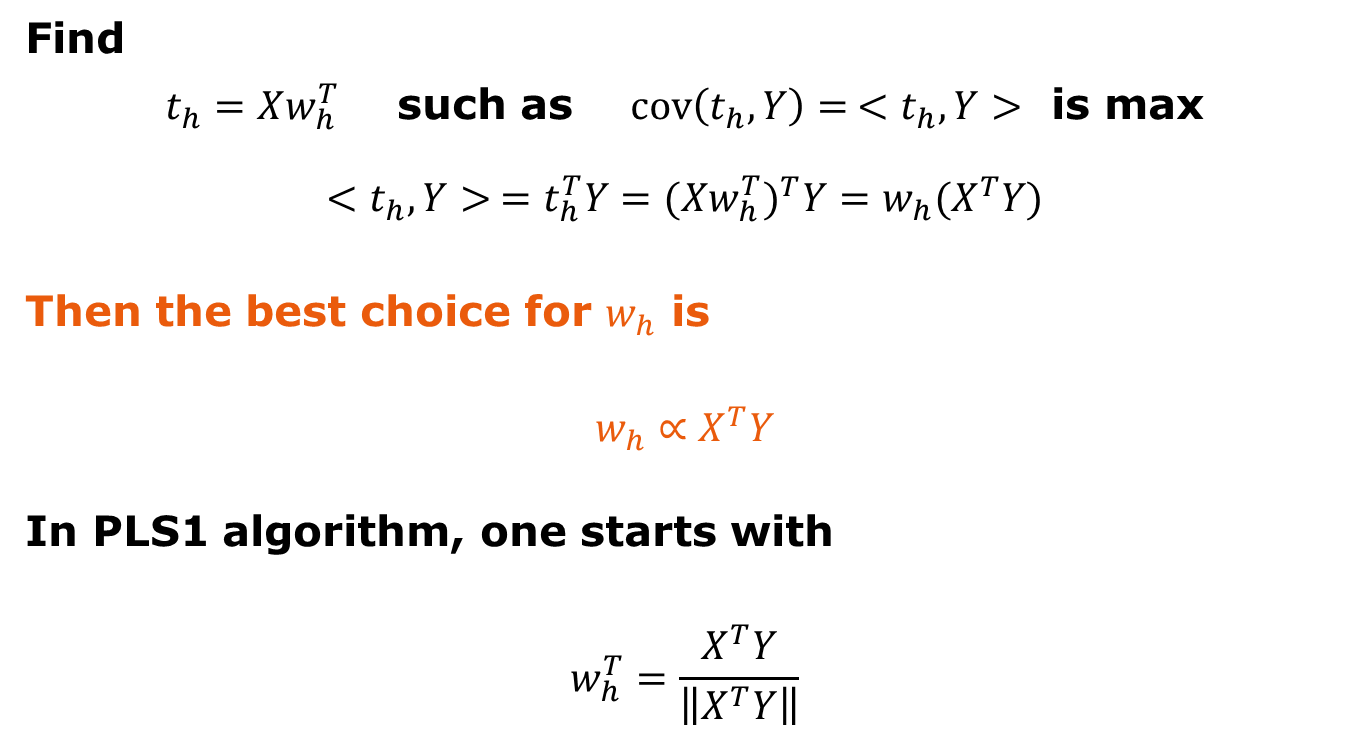 Find
t_h = Xw_h^T such as cov(t_h, Y) = < t_h, Y > is max
< t_h, Y > = t_h^T Y = (Xw_h^T)^T Y = w_h(X^T Y)
Then the best choice for w_h is
w_h ∝ X^T Y
In PLS1 algorithm, one starts with
w_h^T = X^T Y / ‖X^T Y‖